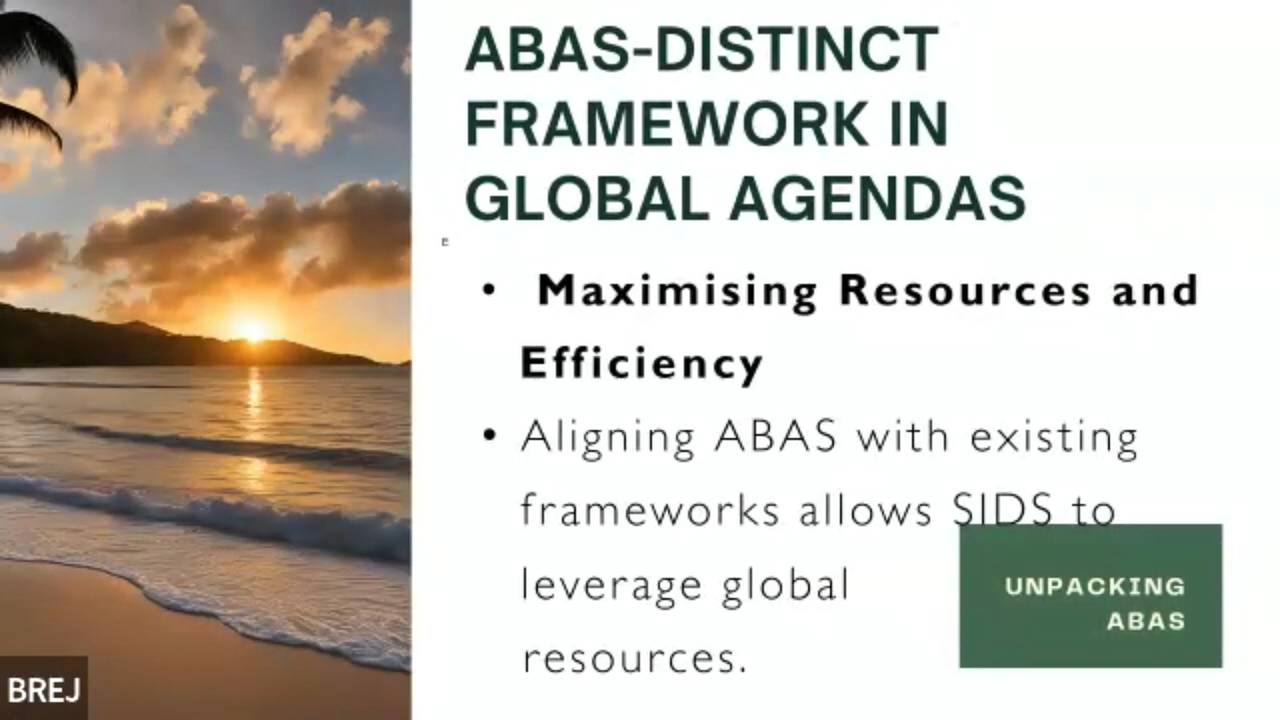 ABAS-DISTINCT
FRAMEWORK IN
GLOBAL AGENDAS
E
• Maximising Resources and
Efficiency
• Aligning ABAS with existing
frameworks allows SIDS to
leverage global
resources.
UNPACKING
ABAS
BREJ